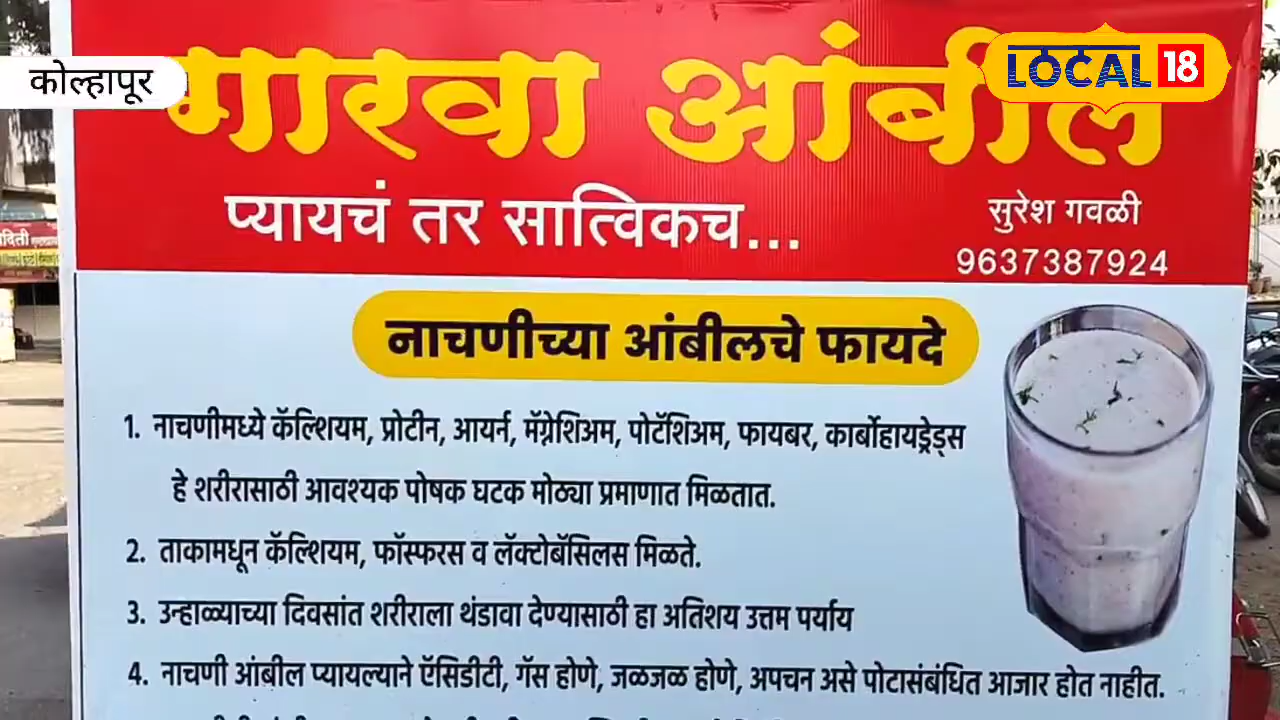 कोल्हापूर
LOCAL 18
गारवा आंबील
प्यायचं तर सात्विकच...
सुरेश गवळी
9637387924
नाचणीच्या आंबीलचे फायदे
1. नाचणीमध्ये कॅल्शियम, प्रोटीन, आयर्न, मॅग्नेशिअम, पोटॅशिअम, फायबर, कार्बोहायड्रेड्स
हे शरीरासाठी आवश्यक पोषक घटक मोठ्या प्रमाणात मिळतात.
2. ताकामधून कॅल्शियम, फॉस्फरस व लॅक्टोबॅसिलस मिळते.
3. उन्हाळ्याच्या दिवसांत शरीराला थंडावा देण्यासाठी हा अतिशय उत्तम पर्याय
4. नाचणी आंबील प्यायल्याने ऍसिडीटी, गॅस होणे, जळजळ होणे, अपचन असे पोटासंबंधित आजार होत नाहीत.